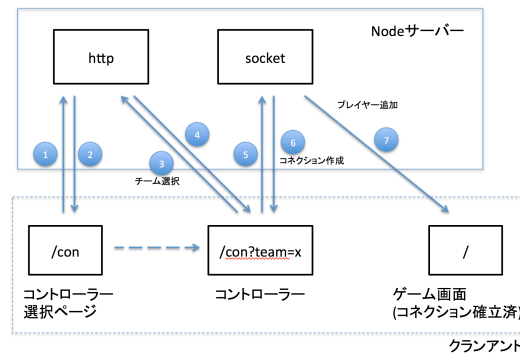 Nodeサーバー
http
socket
プレイヤー追加
1
2
3
4
5
6
7
コネクション作成
チーム選択
/con
/con?team=x
/
コントローラー
選択ページ
コントローラー
ゲーム画面
(コネクション確立済)
クランアント